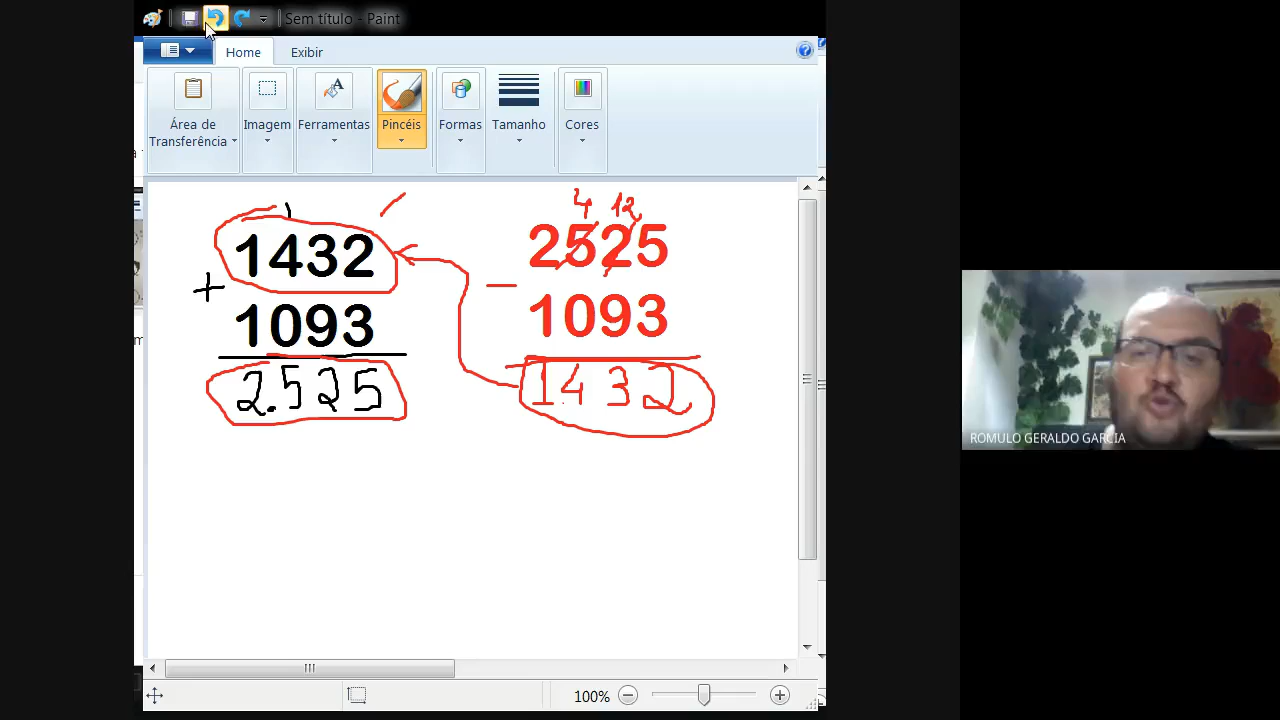 Sem título - Paint
Home Exibir
Área de Transferência
Imagem
Ferramentas
Pincéis
Formas
Tamanho
Cores
1
1432
+
1093
2.525
4 12
2525
−
1093
1432
ROMULO GERALDO GARCIA
100%